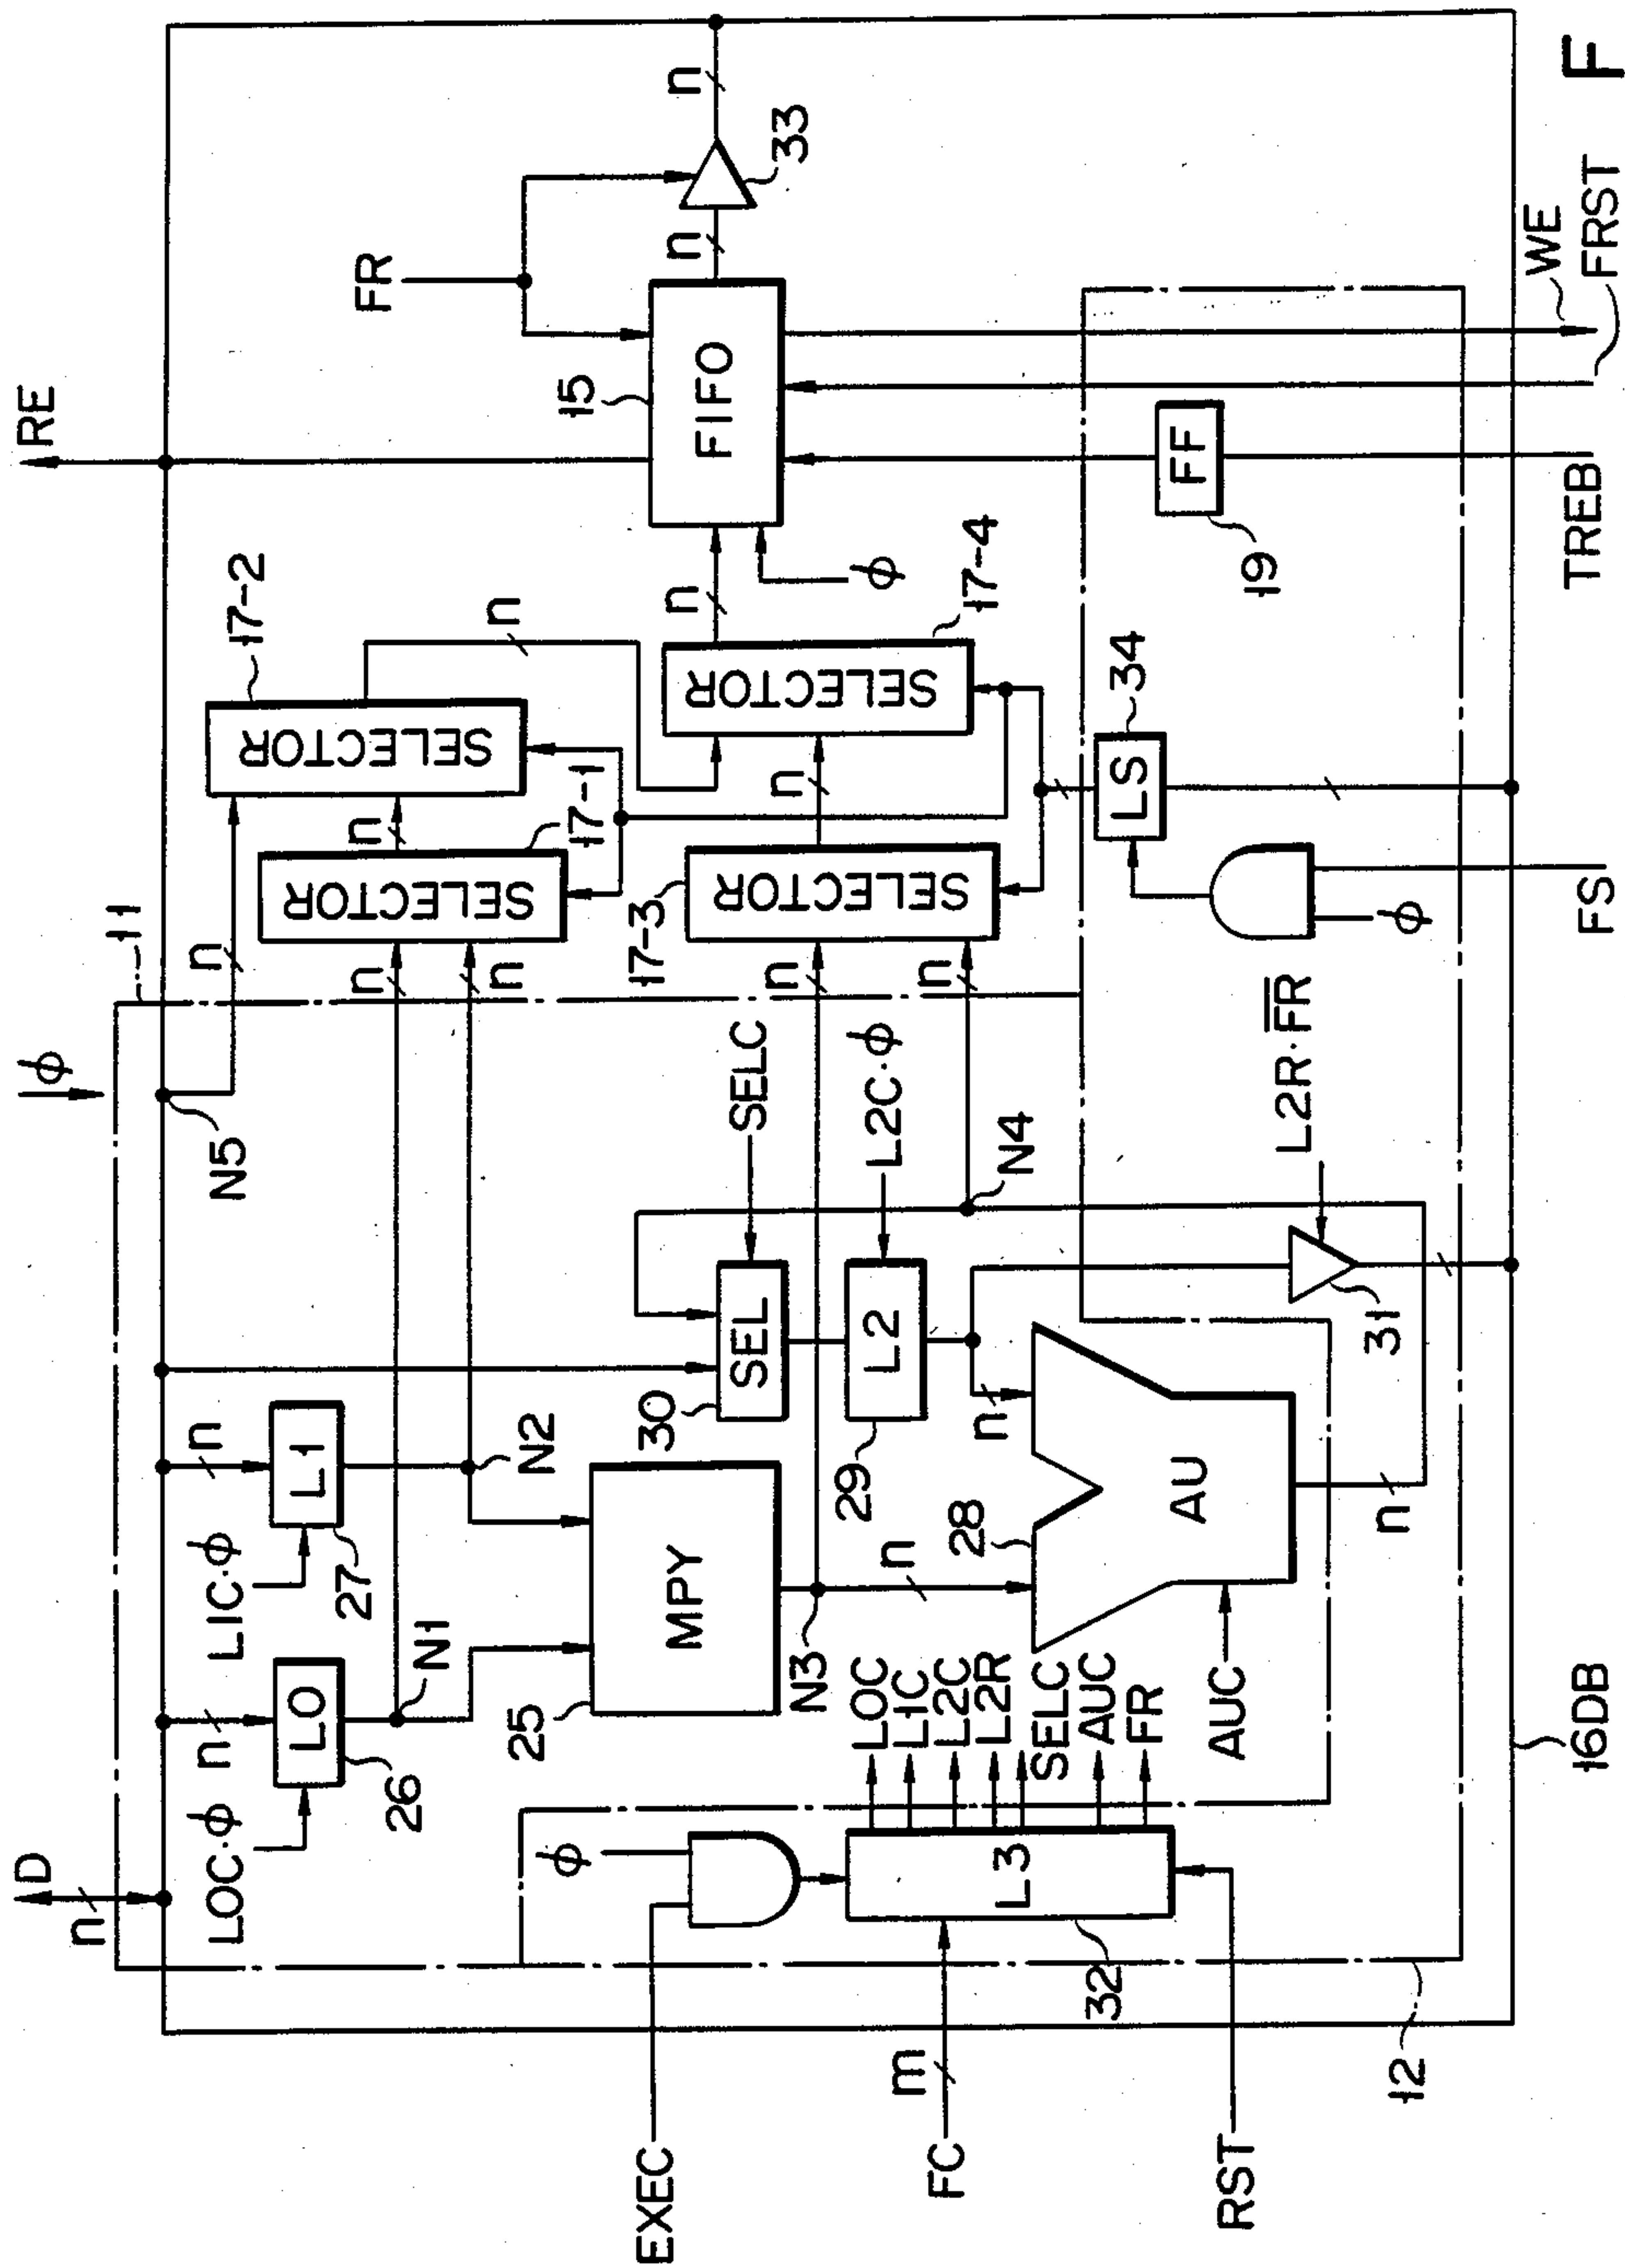 D
n
φ
RE
11
LOC·φ
n
LO
26
LIC·φ
n
L1
27
N5
n
17-2
SELECTOR
n
SELECTOR
17-1
n
n
n
N1
N2
FR
15
FIFO
n
33
n
EXEC
φ
25
MPY
30
SEL
SELC
17-3
SELECTOR
n
SELECTOR
17-4
n
φ
n
n
N3
n
29
L2
L2C·φ
N4
FC
m
L3
32
LOC
L1C
L2C
L2R
SELC
AUC
FR
28
AU
n
AUC
n
31
L2R·FR
φ
FS
LS
34
19
FF
RST
12
16DB
TREB
WE
FRST
F